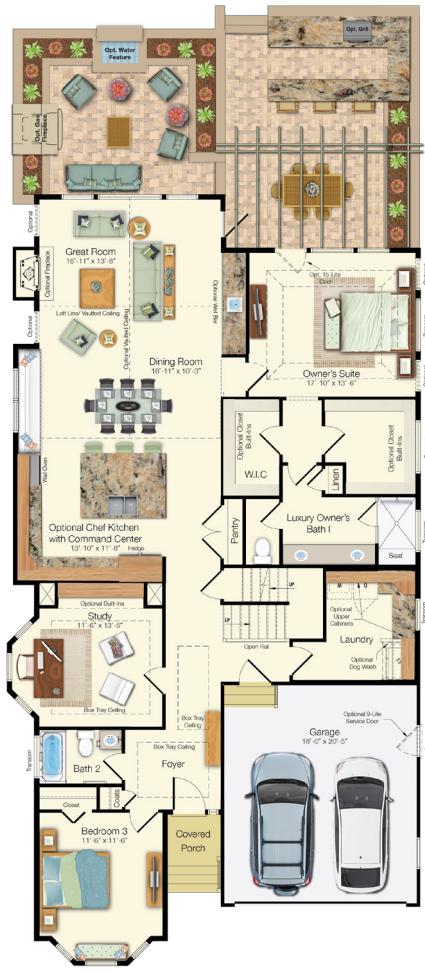 Opt. Water
Feature
Opt. Grill
Opt. Gas
Fireplace
Optional
Great Room
16'-11" x 13'-8"
Optional Fireplace
Loft Line/ Vaulted Ceiling
Optional Vaulted Ceiling
Optional
Optional Wet Bar
Opt. 15 Lite
Door
Owner's Suite
17'-10" x 13'-6"
Dining Room
18'-11" x 10'-3"
Optional Closet
Built-Ins
W.I.C
Optional Closet
Built-Ins
Linen
Wall Oven
Optional Chef Kitchen
with Command Center
13'-10" x 11'-8"
Fridge
Pantry
Luxury Owner's
Bath I
Seat
Optional Built-Ins
Study
11'-6" x 13'-5"
Box Tray Ceiling
UP
UP
Open Rail
W
D
Optional
Upper
Cabinets
Laundry
Optional
Dog Wash
Transom
Box Tray
Ceiling
Garage
18'-0" x 20'-5"
Optional 9-Lite
Service Door
Transom
Bath 2
Box Tray Ceiling
Foyer
Closet
Coats
Bedroom 3
11'-6" x 11'-6"
Covered
Porch